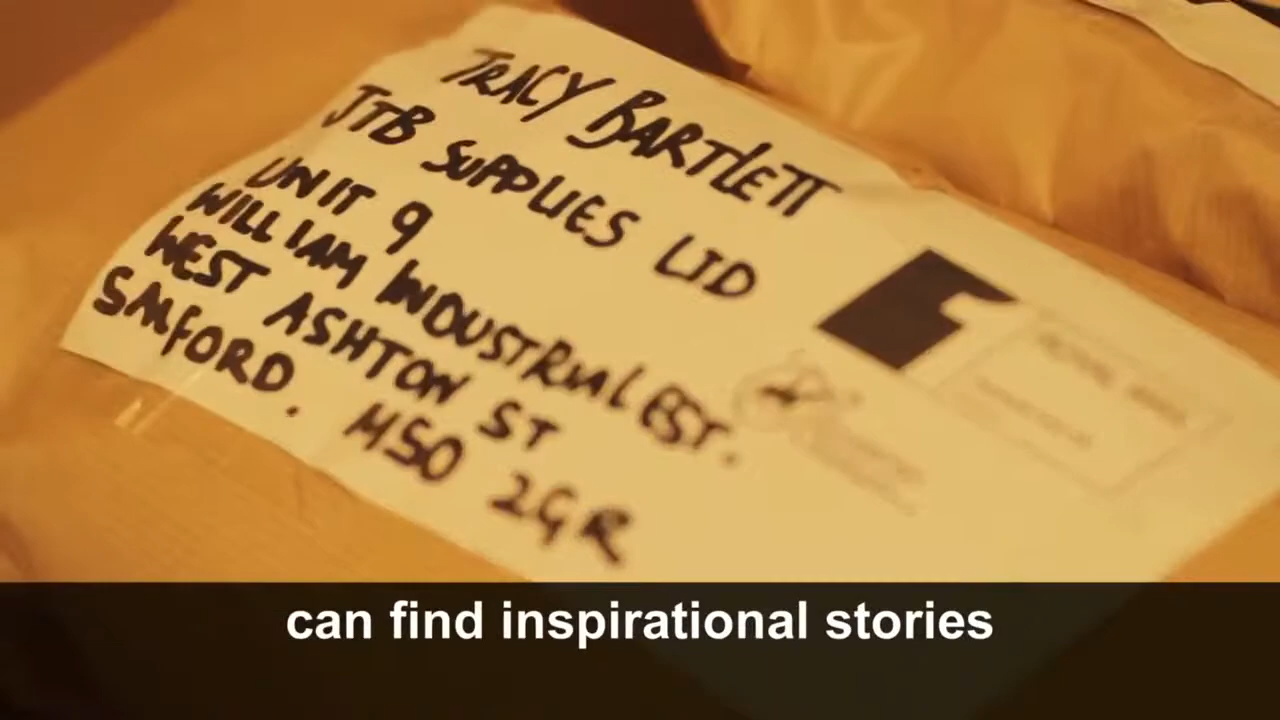 TRACY BARTLETT
JTB SUPPLIES LTD
UNIT 9
WILLIAM INDUSTRIAL EST.
WEST ASHTON ST
SALFORD. M50 2GR
can find inspirational stories